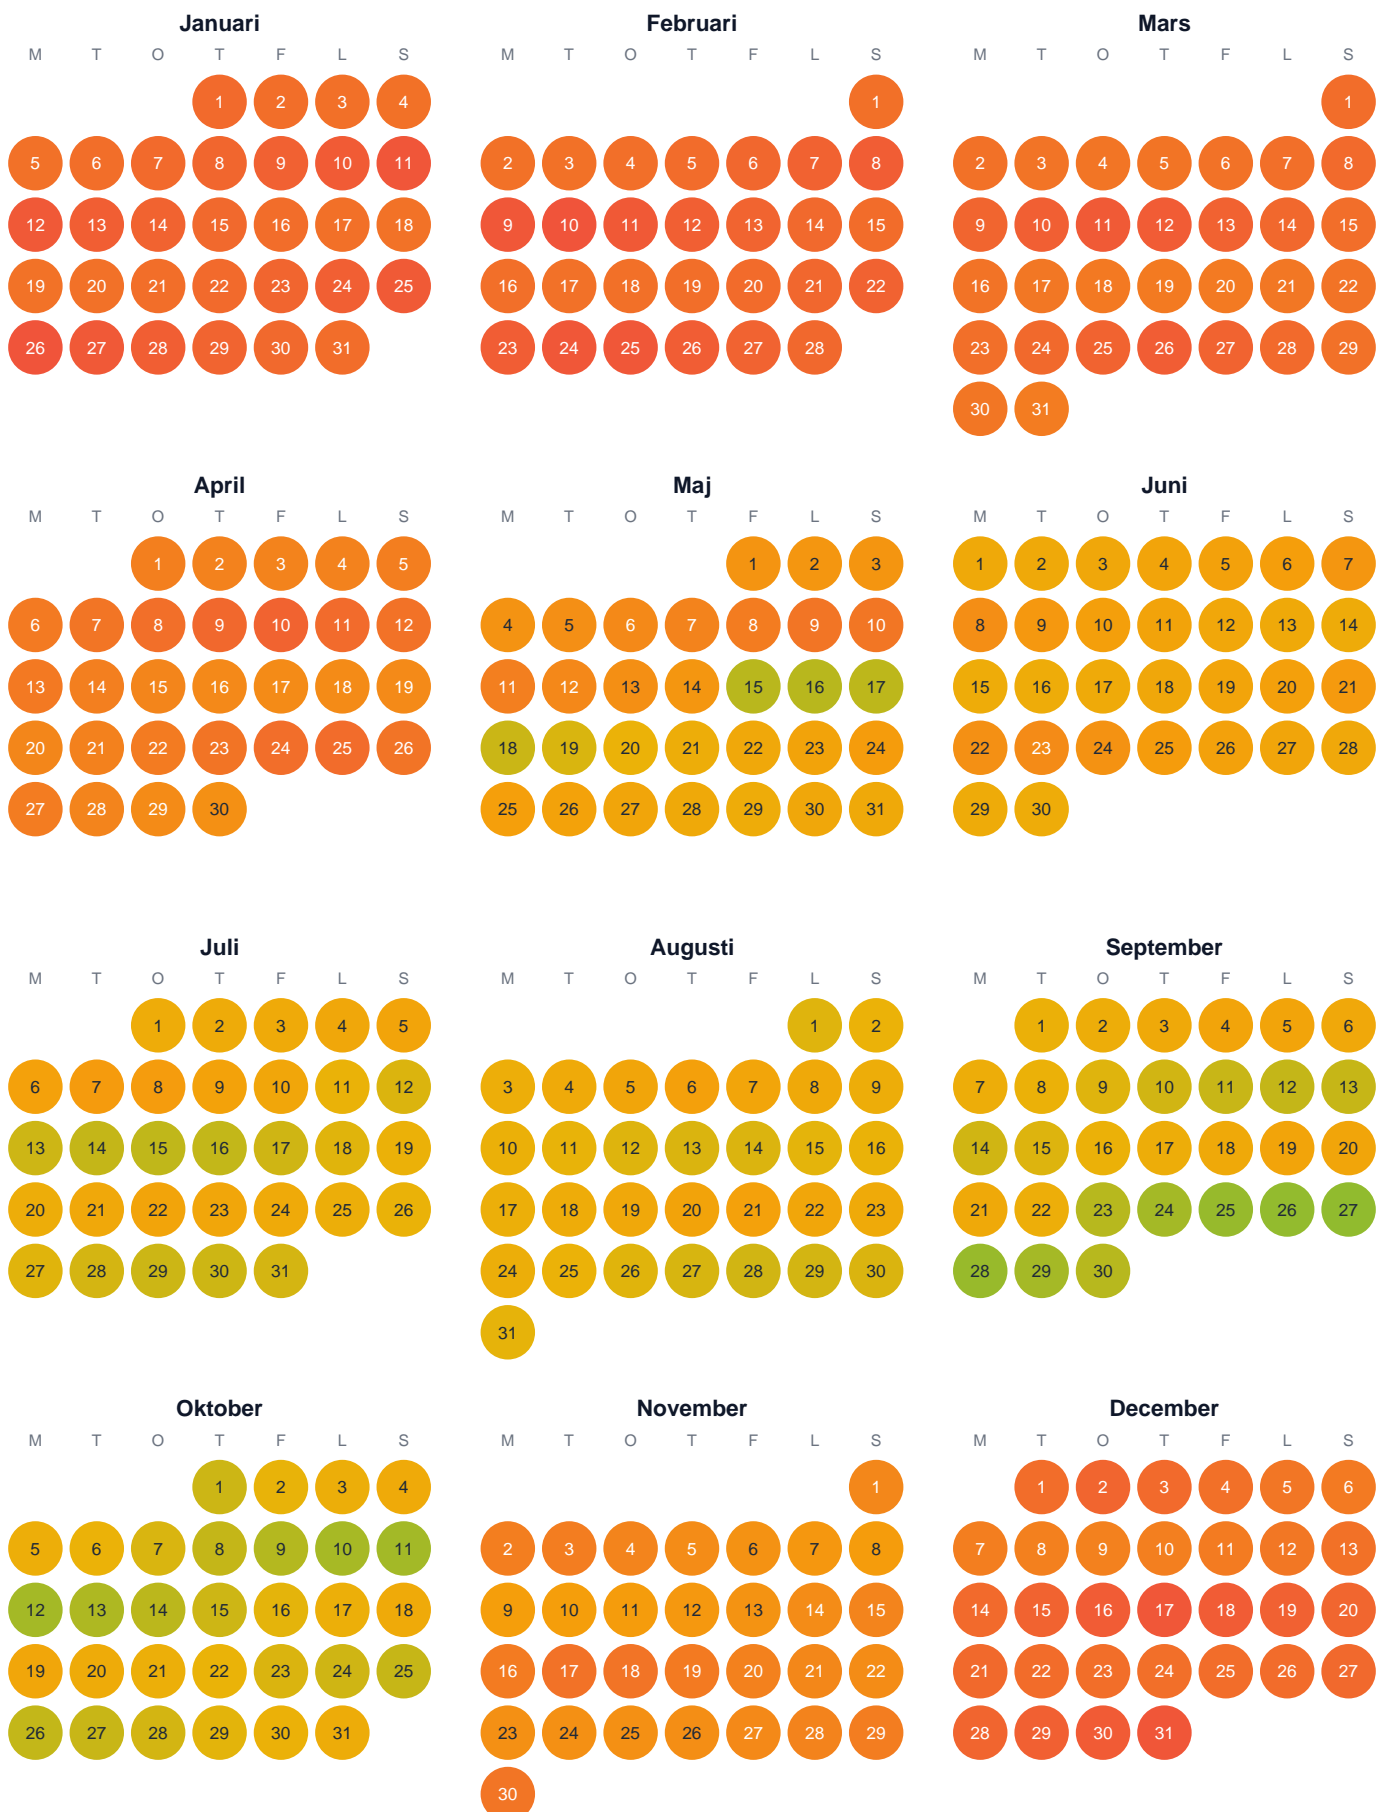 Januari Februari Mars
M T O T F L S M T O T F L S M T O T F L S
1 2 3 4 1 1
5 6 7 8 9 10 11 2 3 4 5 6 7 8 2 3 4 5 6 7 8
12 13 14 15 16 17 18 9 10 11 12 13 14 15 9 10 11 12 13 14 15
19 20 21 22 23 24 25 16 17 18 19 20 21 22 16 17 18 19 20 21 22
26 27 28 29 30 31 23 24 25 26 27 28 23 24 25 26 27 28 29
30 31
April Maj Juni
M T O T F L S M T O T F L S M T O T F L S
1 2 3 4 5 1 2 3 1 2 3 4 5 6 7
6 7 8 9 10 11 12 4 5 6 7 8 9 10 8 9 10 11 12 13 14
13 14 15 16 17 18 19 11 12 13 14 15 16 17 15 16 17 18 19 20 21
20 21 22 23 24 25 26 18 19 20 21 22 23 24 22 23 24 25 26 27 28
27 28 29 30 25 26 27 28 29 30 31 29 30
Juli Augusti September
M T O T F L S M T O T F L S M T O T F L S
1 2 3 4 5 1 2 1 2 3 4 5 6
6 7 8 9 10 11 12 3 4 5 6 7 8 9 7 8 9 10 11 12 13
13 14 15 16 17 18 19 10 11 12 13 14 15 16 14 15 16 17 18 19 20
20 21 22 23 24 25 26 17 18 19 20 21 22 23 21 22 23 24 25 26 27
27 28 29 30 31 24 25 26 27 28 29 30 28 29 30
31
Oktober November December
M T O T F L S M T O T F L S M T O T F L S
1 2 3 4 1 1 2 3 4 5 6
5 6 7 8 9 10 11 2 3 4 5 6 7 8 7 8 9 10 11 12 13
12 13 14 15 16 17 18 9 10 11 12 13 14 15 14 15 16 17 18 19 20
19 20 21 22 23 24 25 16 17 18 19 20 21 22 21 22 23 24 25 26 27
26 27 28 29 30 31 23 24 25 26 27 28 29 28 29 30 31
30